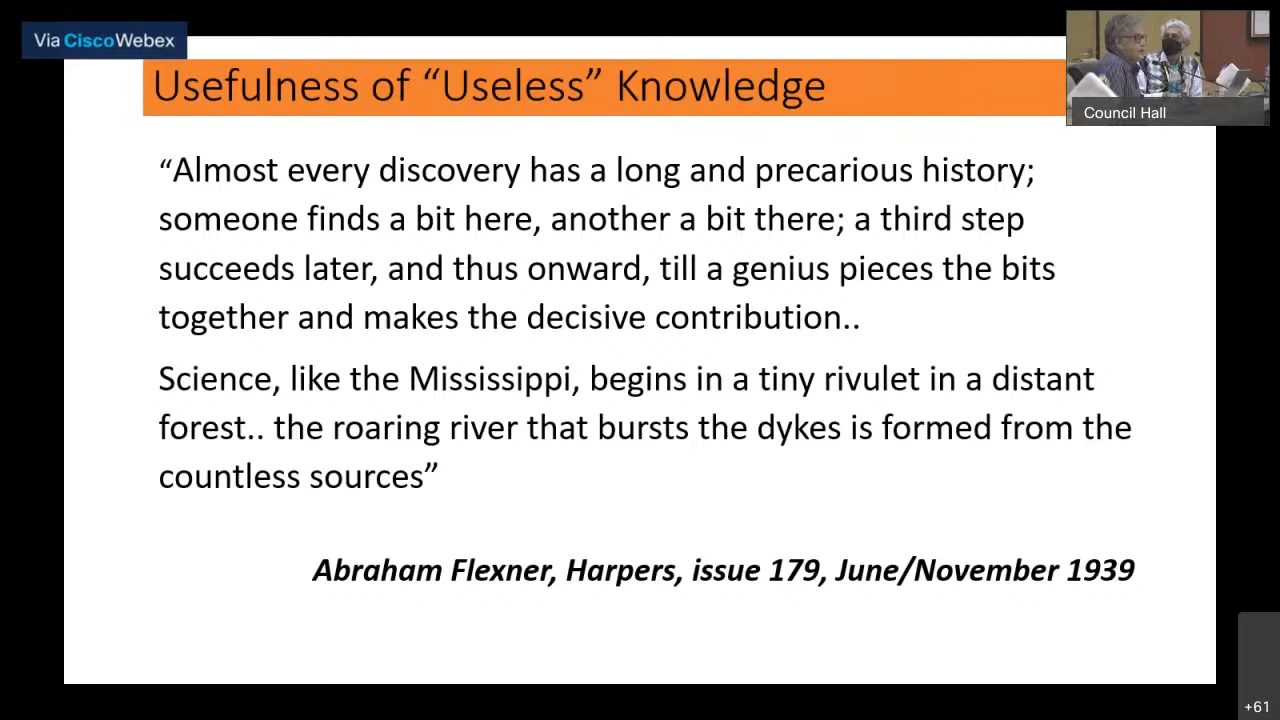 Via Cisco Webex
Usefulness of “Useless” Knowledge
Council Hall
“Almost every discovery has a long and precarious history;
someone finds a bit here, another a bit there; a third step
succeeds later, and thus onward, till a genius pieces the bits
together and makes the decisive contribution..
Science, like the Mississippi, begins in a tiny rivulet in a distant
forest.. the roaring river that bursts the dykes is formed from the
countless sources”
Abraham Flexner, Harpers, issue 179, June/November 1939
+61